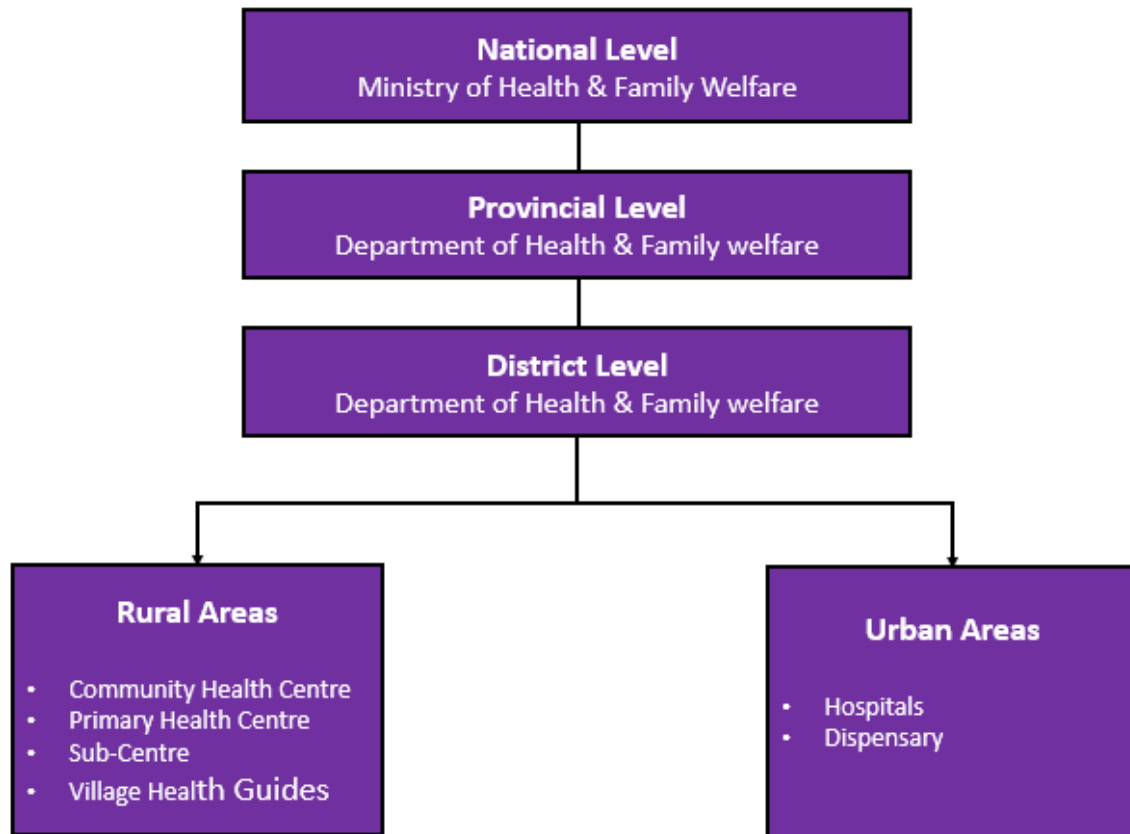 National Level
Ministry of Health & Family Welfare
Provincial Level
Department of Health & Family welfare
District Level
Department of Health & Family welfare
Rural Areas
• Community Health Centre
• Primary Health Centre
• Sub-Centre
• Village Health Guides
Urban Areas
• Hospitals
• Dispensary